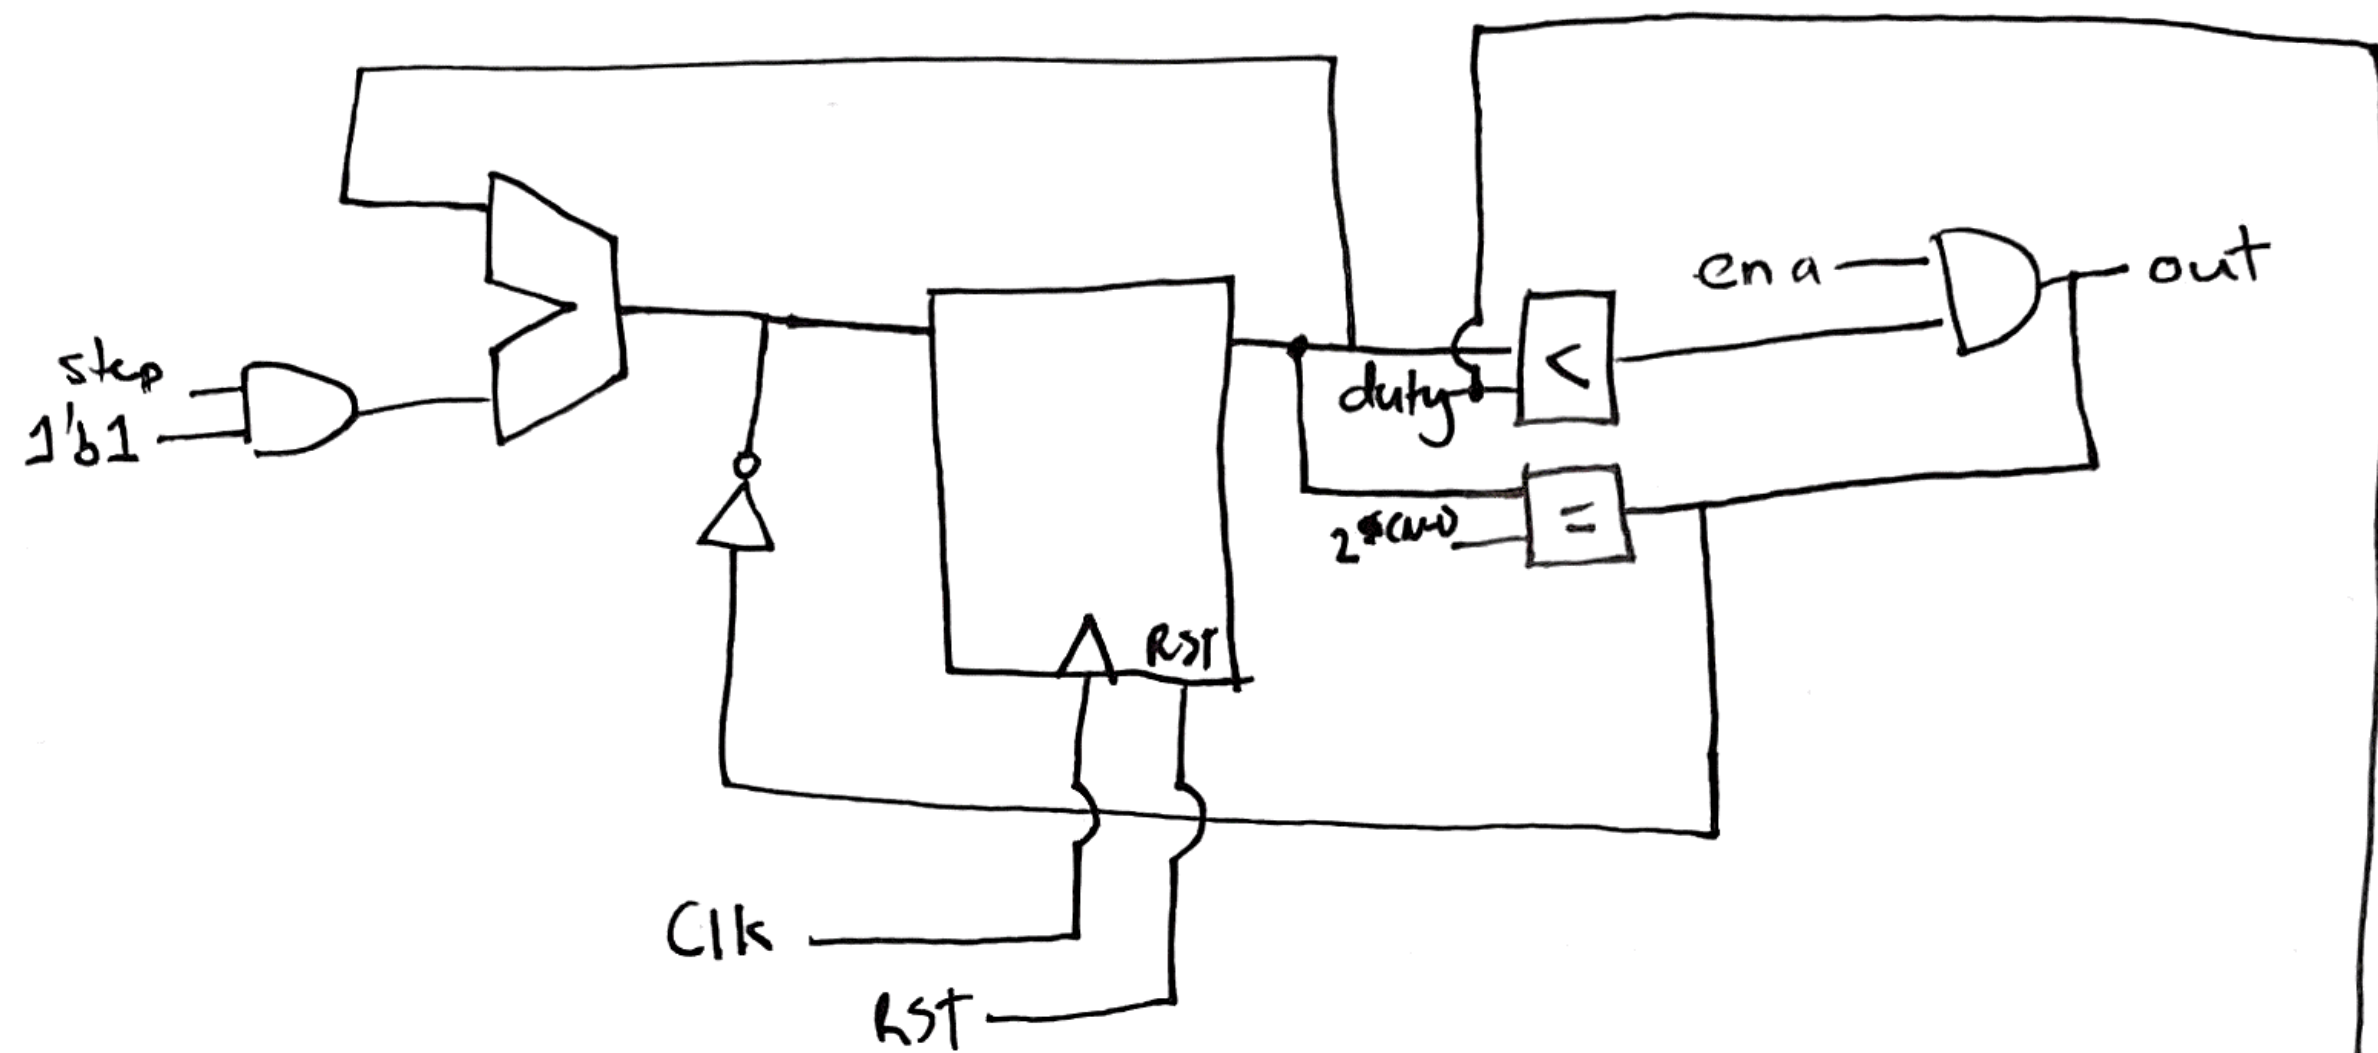 step
1'b1
ena
out
<
duty
=
RST
Clk
RST